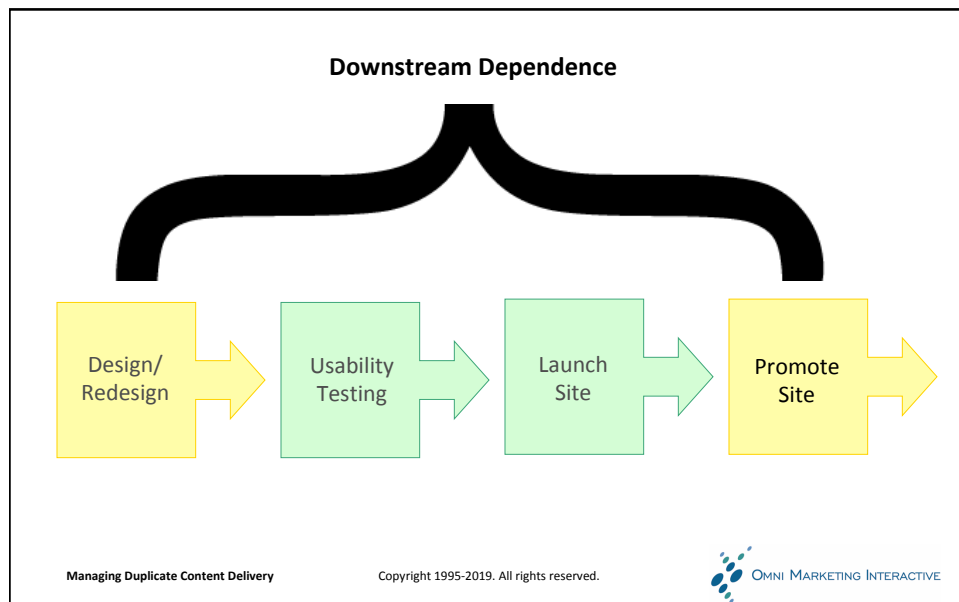 Downstream Dependence
Design/
Redesign
Usability
Testing
Launch
Site
Promote
Site
Managing Duplicate Content Delivery
Copyright 1995-2019. All rights reserved.
OMNI MARKETING INTERACTIVE